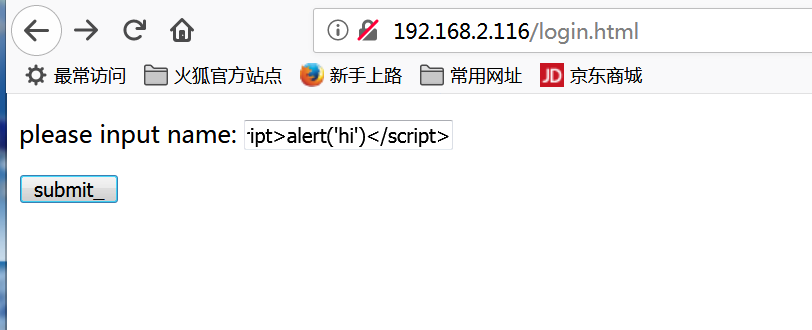 192.168.2.116/login.html
最常访问 火狐官方站点 新手上路 常用网址 JD 京东商城
please input name: ript>alert('hi')</script>
submit_